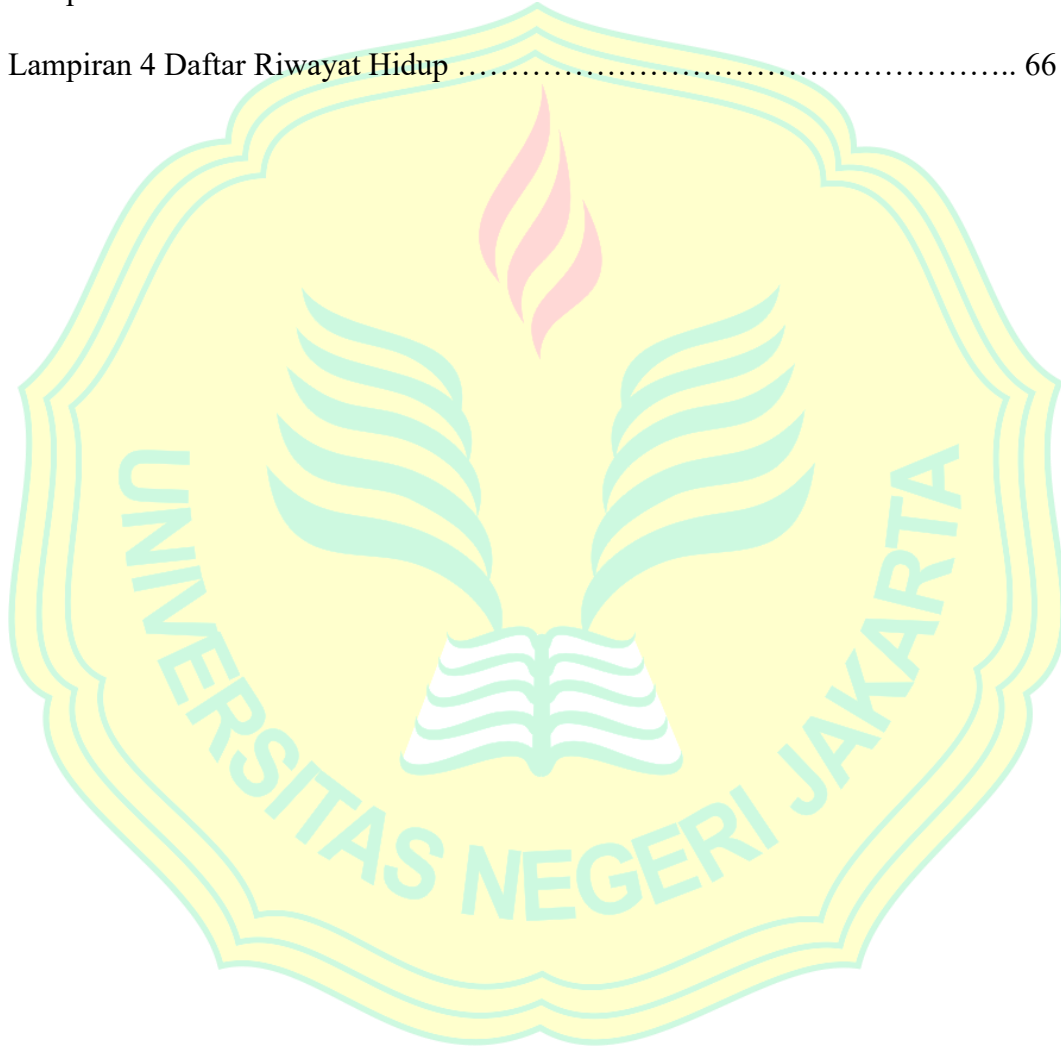 Lampiran 4 Daftar Riwayat Hidup ……………………………………………….. 66
UNIVERSITAS NEGERI JAKARTA